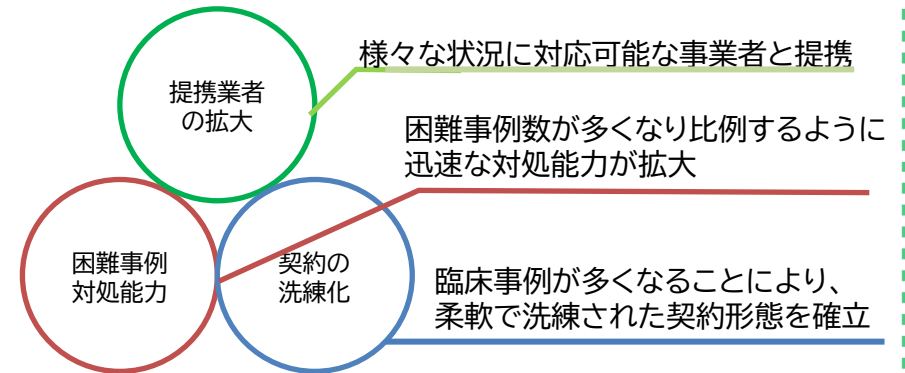 様々な状況に対応可能な事業者と提携
提携業者
の拡大
困難事例数が多くなり比例するように
迅速な対処能力が拡大
困難事例
対処能力
契約の
洗練化
臨床事例が多くなることにより、
柔軟で洗練された契約形態を確立